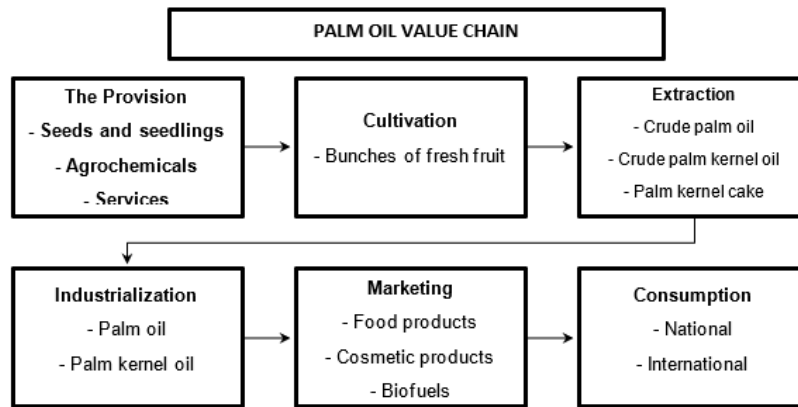 PALM OIL VALUE CHAIN
The Provision
- Seeds and seedlings
- Agrochemicals
- Services
Cultivation
- Bunches of fresh fruit
Extraction
- Crude palm oil
- Crude palm kernel oil
- Palm kernel cake
Industrialization
- Palm oil
- Palm kernel oil
Marketing
- Food products
- Cosmetic products
- Biofuels
Consumption
- National
- International